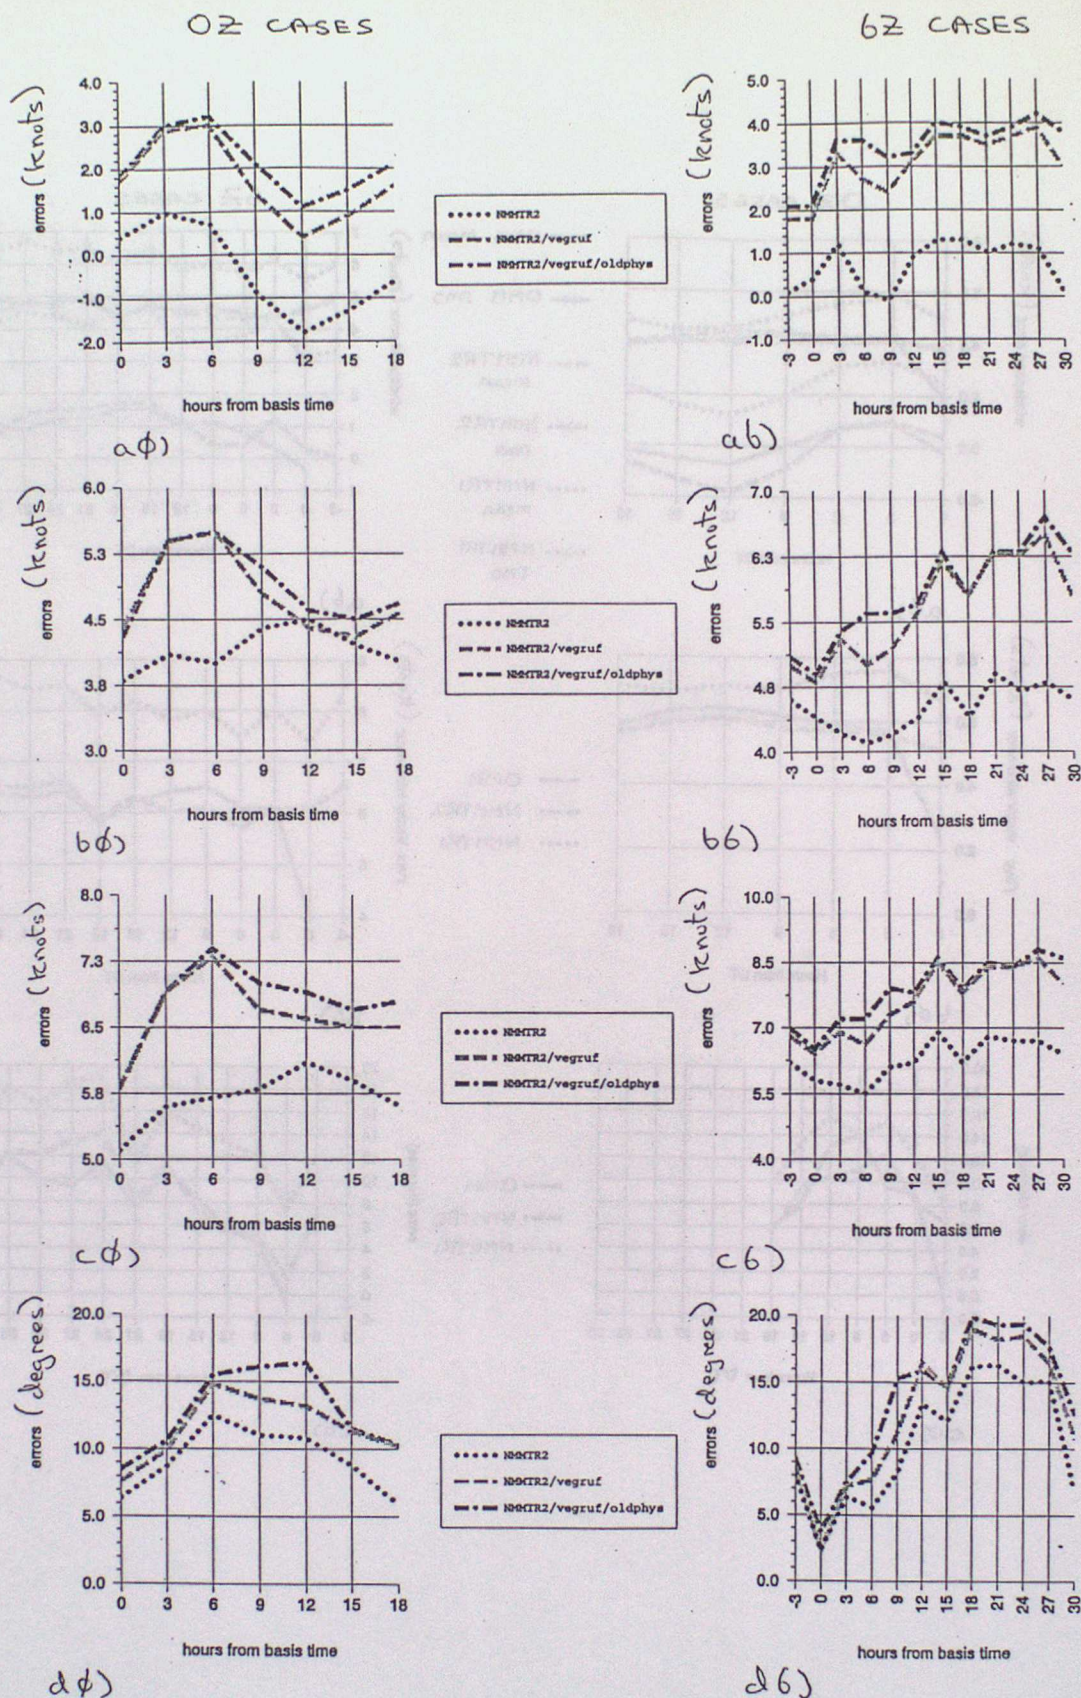 OZ CASES
6Z CASES
errors (knots)
4.0
3.0
2.0
1.0
0.0
-1.0
-2.0
0 3 6 9 12 15 18
hours from basis time
aφ)
NMMTR2
NMMTR2/vegruf
NMMTR2/vegruf/oldphys
errors (knots)
5.0
4.0
3.0
2.0
1.0
0.0
-1.0
-3 0 3 6 9 12 15 18 21 24 27 30
hours from basis time
a6)
errors (knots)
6.0
5.3
4.5
3.8
3.0
0 3 6 9 12 15 18
hours from basis time
bφ)
NMMTR2
NMMTR2/vegruf
NMMTR2/vegruf/oldphys
errors (knots)
7.0
6.3
5.5
4.8
4.0
-3 0 3 6 9 12 15 18 21 24 27 30
hours from basis time
b6)
errors (knots)
8.0
7.3
6.5
5.8
5.0
0 3 6 9 12 15 18
hours from basis time
cφ)
NMMTR2
NMMTR2/vegruf
NMMTR2/vegruf/oldphys
errors (knots)
10.0
8.5
7.0
5.5
4.0
-3 0 3 6 9 12 15 18 21 24 27 30
hours from basis time
c6)
errors (degrees)
20.0
15.0
10.0
5.0
0.0
0 3 6 9 12 15 18
hours from basis time
dφ)
NMMTR2
NMMTR2/vegruf
NMMTR2/vegruf/oldphys
errors (degrees)
20.0
15.0
10.0
5.0
0.0
-3 0 3 6 9 12 15 18 21 24 27 30
hours from basis time
d6)